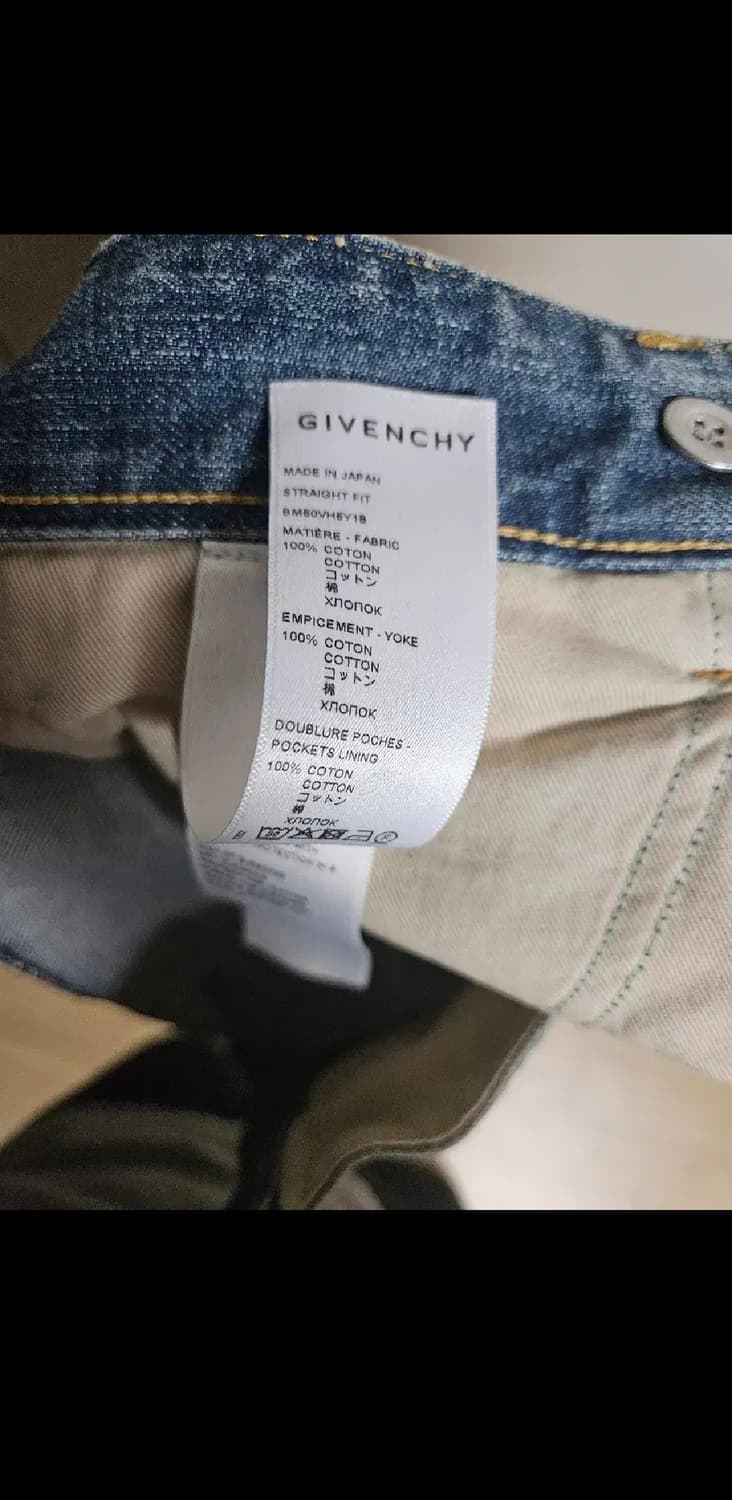 GIVENCHY
MADE IN JAPAN
STRAIGHT FIT
BM50VH5Y1B
MATIÈRE - FABRIC
100% COTON
COTTON
コットン
棉
ХЛОПОК
EMPICEMENT - YOKE
100% COTON
COTTON
コットン
棉
ХЛОПОК
DOUBLURE POCHES -
POCKETS LINING
100% COTON
COTTON
コットン
棉
ХЛОПОК